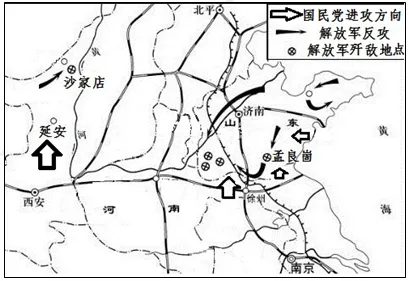 国民党进攻方向
解放军反攻
解放军歼敌地点
北平
黄
河
沙家店
延安
济南
山
东
黄
海
孟良崮
西安
河
南
徐州
南京